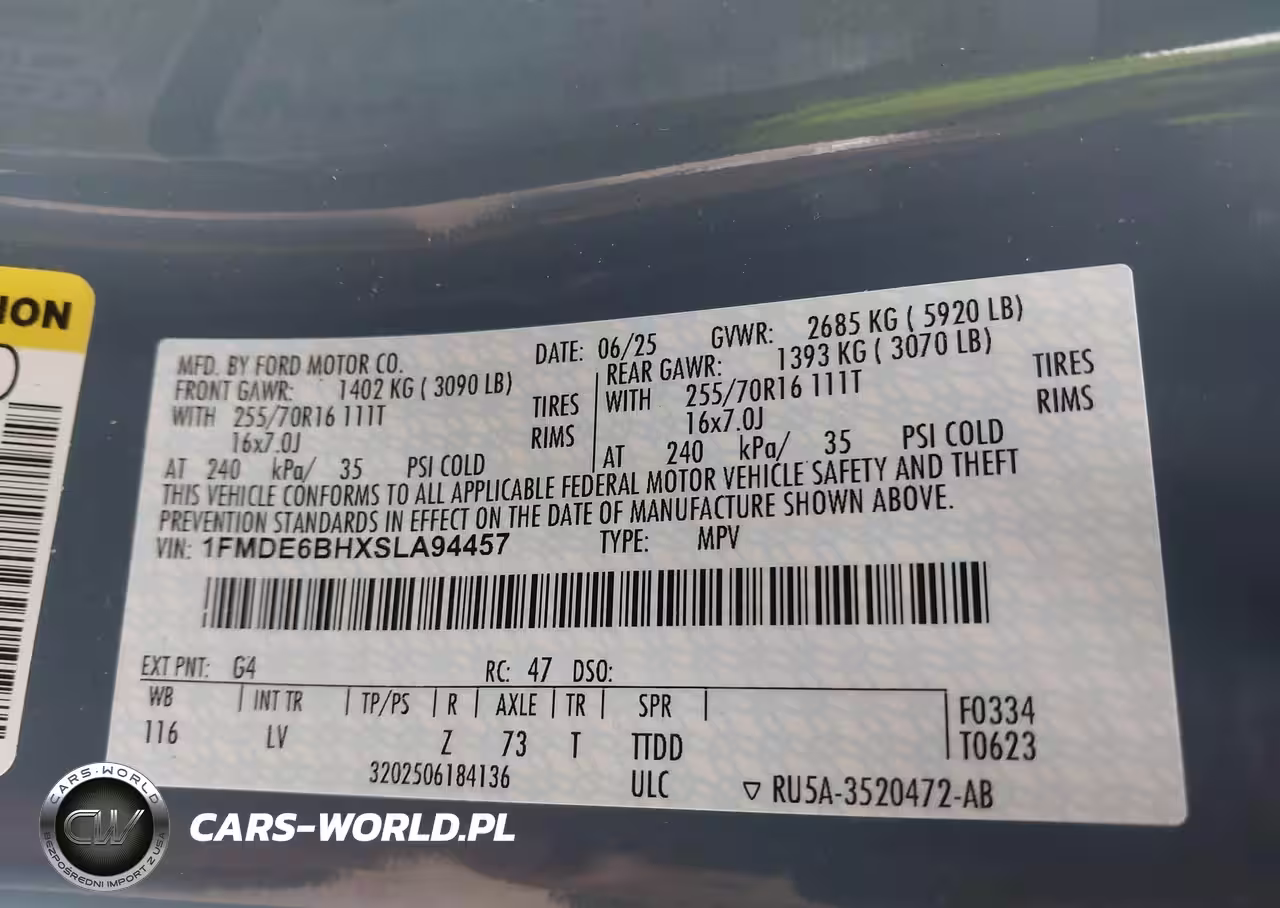 ION
MFD. BY FORD MOTOR CO. DATE: 06/25 GVWR: 2685 KG ( 5920 LB)
FRONT GAWR: 1402 KG ( 3090 LB) REAR GAWR: 1393 KG ( 3070 LB)
WITH 255/70R16 111T TIRES WITH 255/70R16 111T TIRES
16x7.0J RIMS 16x7.0J RIMS
AT 240 kPa/ 35 PSI COLD AT 240 kPa/ 35 PSI COLD
THIS VEHICLE CONFORMS TO ALL APPLICABLE FEDERAL MOTOR VEHICLE SAFETY AND THEFT
PREVENTION STANDARDS IN EFFECT ON THE DATE OF MANUFACTURE SHOWN ABOVE.
VIN: 1FMDE6BHXSLA94457 TYPE: MPV
EXT PNT: G4 RC: 47 DSO:
WB INT TR TP/PS R AXLE TR SPR F0334
116 LV Z 73 T TTDD T0623
3202506184136 ULC ▽ RU5A-3520472-AB
CARS-WORLD
CW
BEZPOŚREDNI IMPORT Z USA
CARS-WORLD.PL